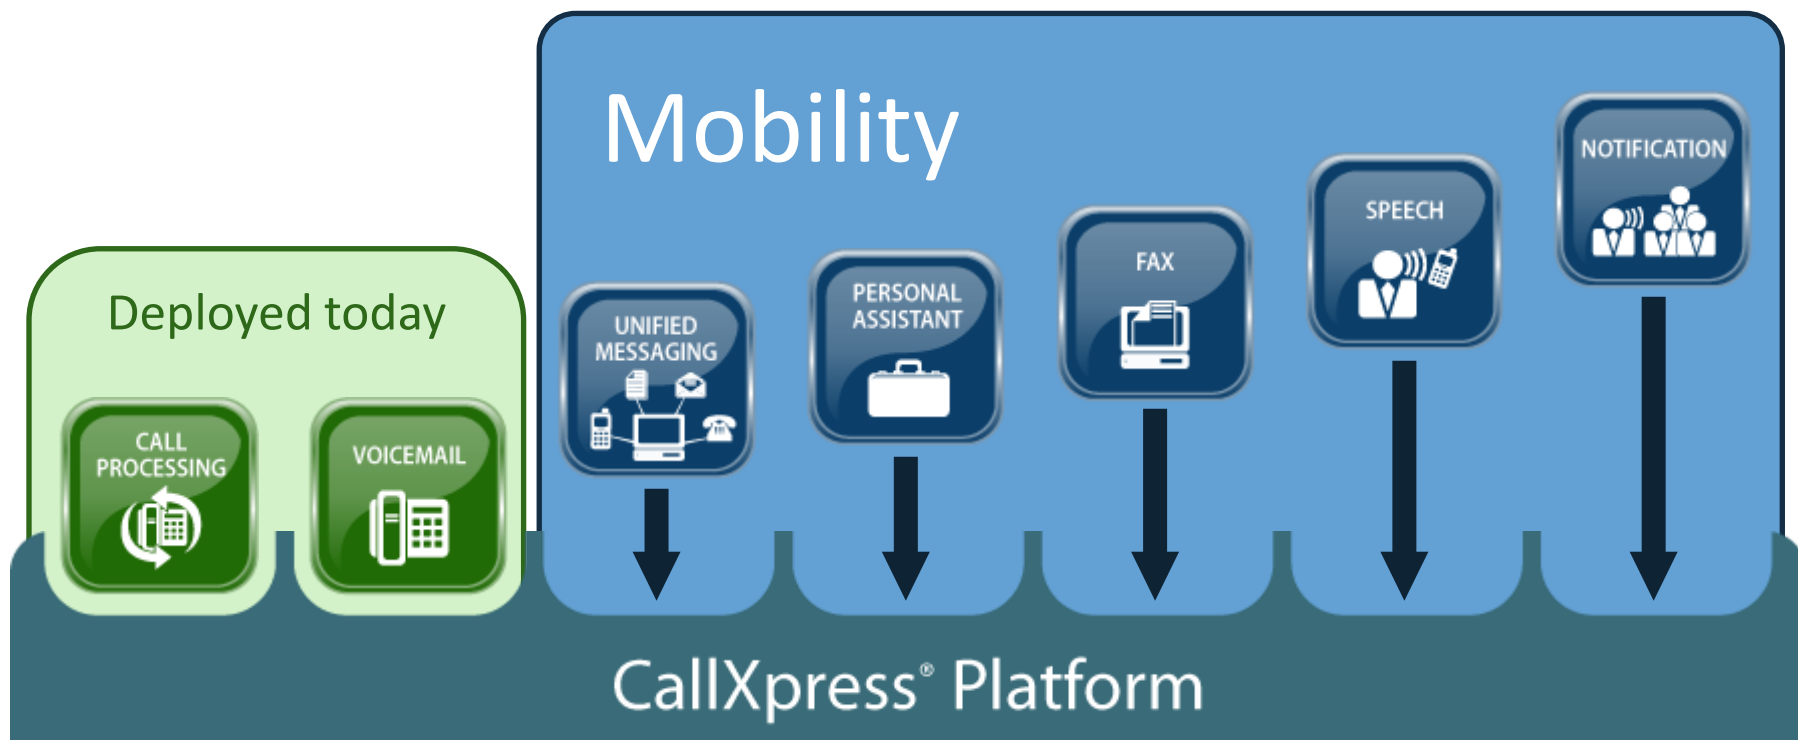 Mobility
Deployed today
CALL
PROCESSING
VOICEMAIL
UNIFIED
MESSAGING
PERSONAL
ASSISTANT
FAX
SPEECH
NOTIFICATION
CallXpress® Platform